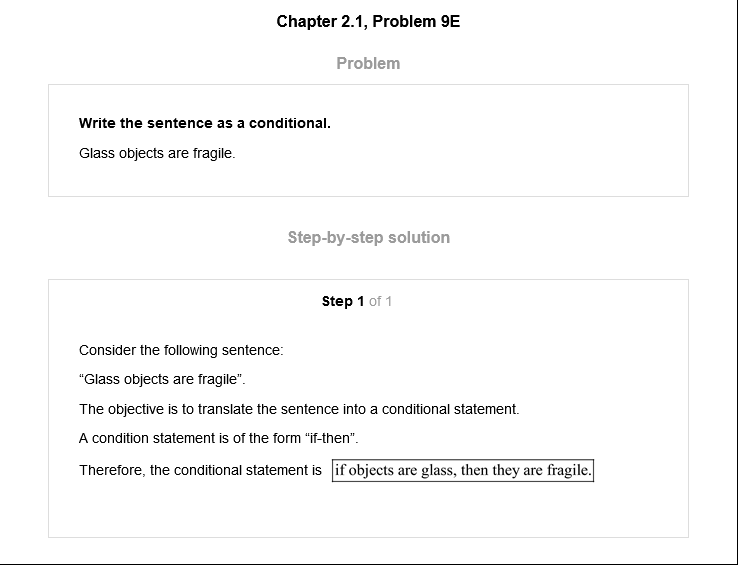 Chapter 2.1, Problem 9E
Problem
Write the sentence as a conditional.
Glass objects are fragile.
Step-by-step solution
Step 1 of 1
Consider the following sentence:
“Glass objects are fragile”.
The objective is to translate the sentence into a conditional statement.
A condition statement is of the form “if-then”.
Therefore, the conditional statement is if objects are glass, then they are fragile.